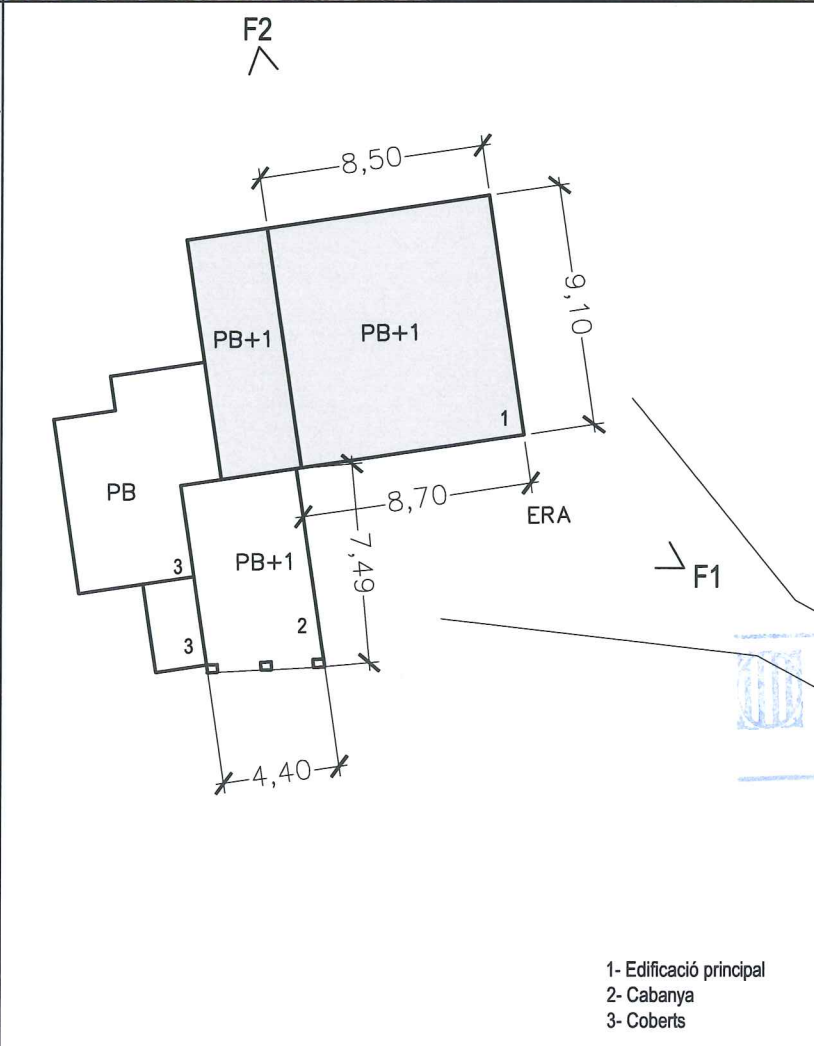 F2
8,50
9,10
PB+1
PB+1
1
PB
8,70
ERA
7,49
PB+1
3
F1
2
3
4,40
1- Edificació principal
2- Cabanya
3- Coberts